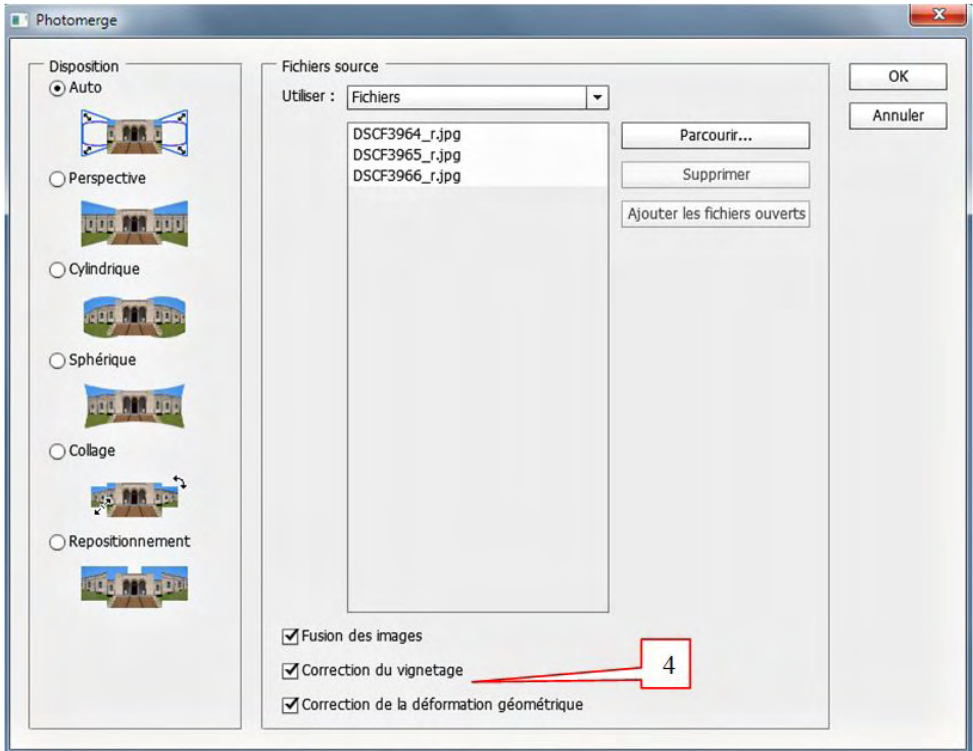 Photomerge
Disposition
Auto
Perspective
Cylindrique
Sphérique
Collage
Repositionnement
Fichiers source
Utiliser :
Fichiers
DSCF3964_r.jpg
DSCF3965_r.jpg
DSCF3966_r.jpg
Parcourir...
Supprimer
Ajouter les fichiers ouverts
Fusion des images
Correction du vignetage
Correction de la déformation géométrique
4
OK
Annuler